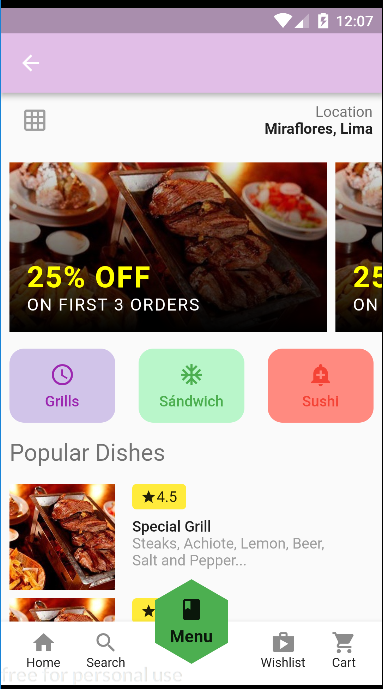 12:07
Location
Miraflores, Lima
25% OFF
ON FIRST 3 ORDERS
25
ON
Grills
Sándwich
Sushi
Popular Dishes
4.5
Special Grill
Steaks, Achiote, Lemon, Beer,
Salt and Pepper...
Menu
Home
Search
Wishlist
Cart
free for personal use